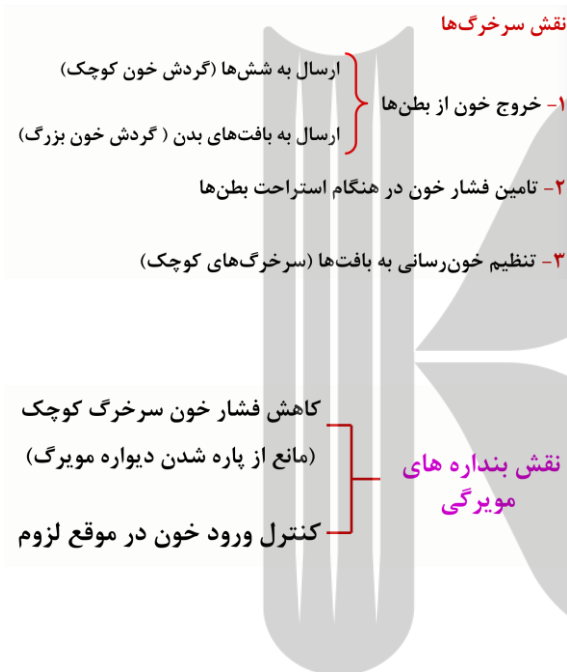 نقش سرخرگ‌ها
ارسال به شش‌ها (گردش خون کوچک)
۱- خروج خون از بطن‌ها
ارسال به بافت‌های بدن ( گردش خون بزرگ)
۲- تامین فشار خون در هنگام استراحت بطن‌ها
۳- تنظیم خون‌رسانی به بافت‌ها (سرخرگ‌های کوچک)
کاهش فشار خون سرخرگ کوچک
(مانع از پاره شدن دیواره مویرگ)
نقش بنداره های
مویرگی
کنترل ورود خون در موقع لزوم